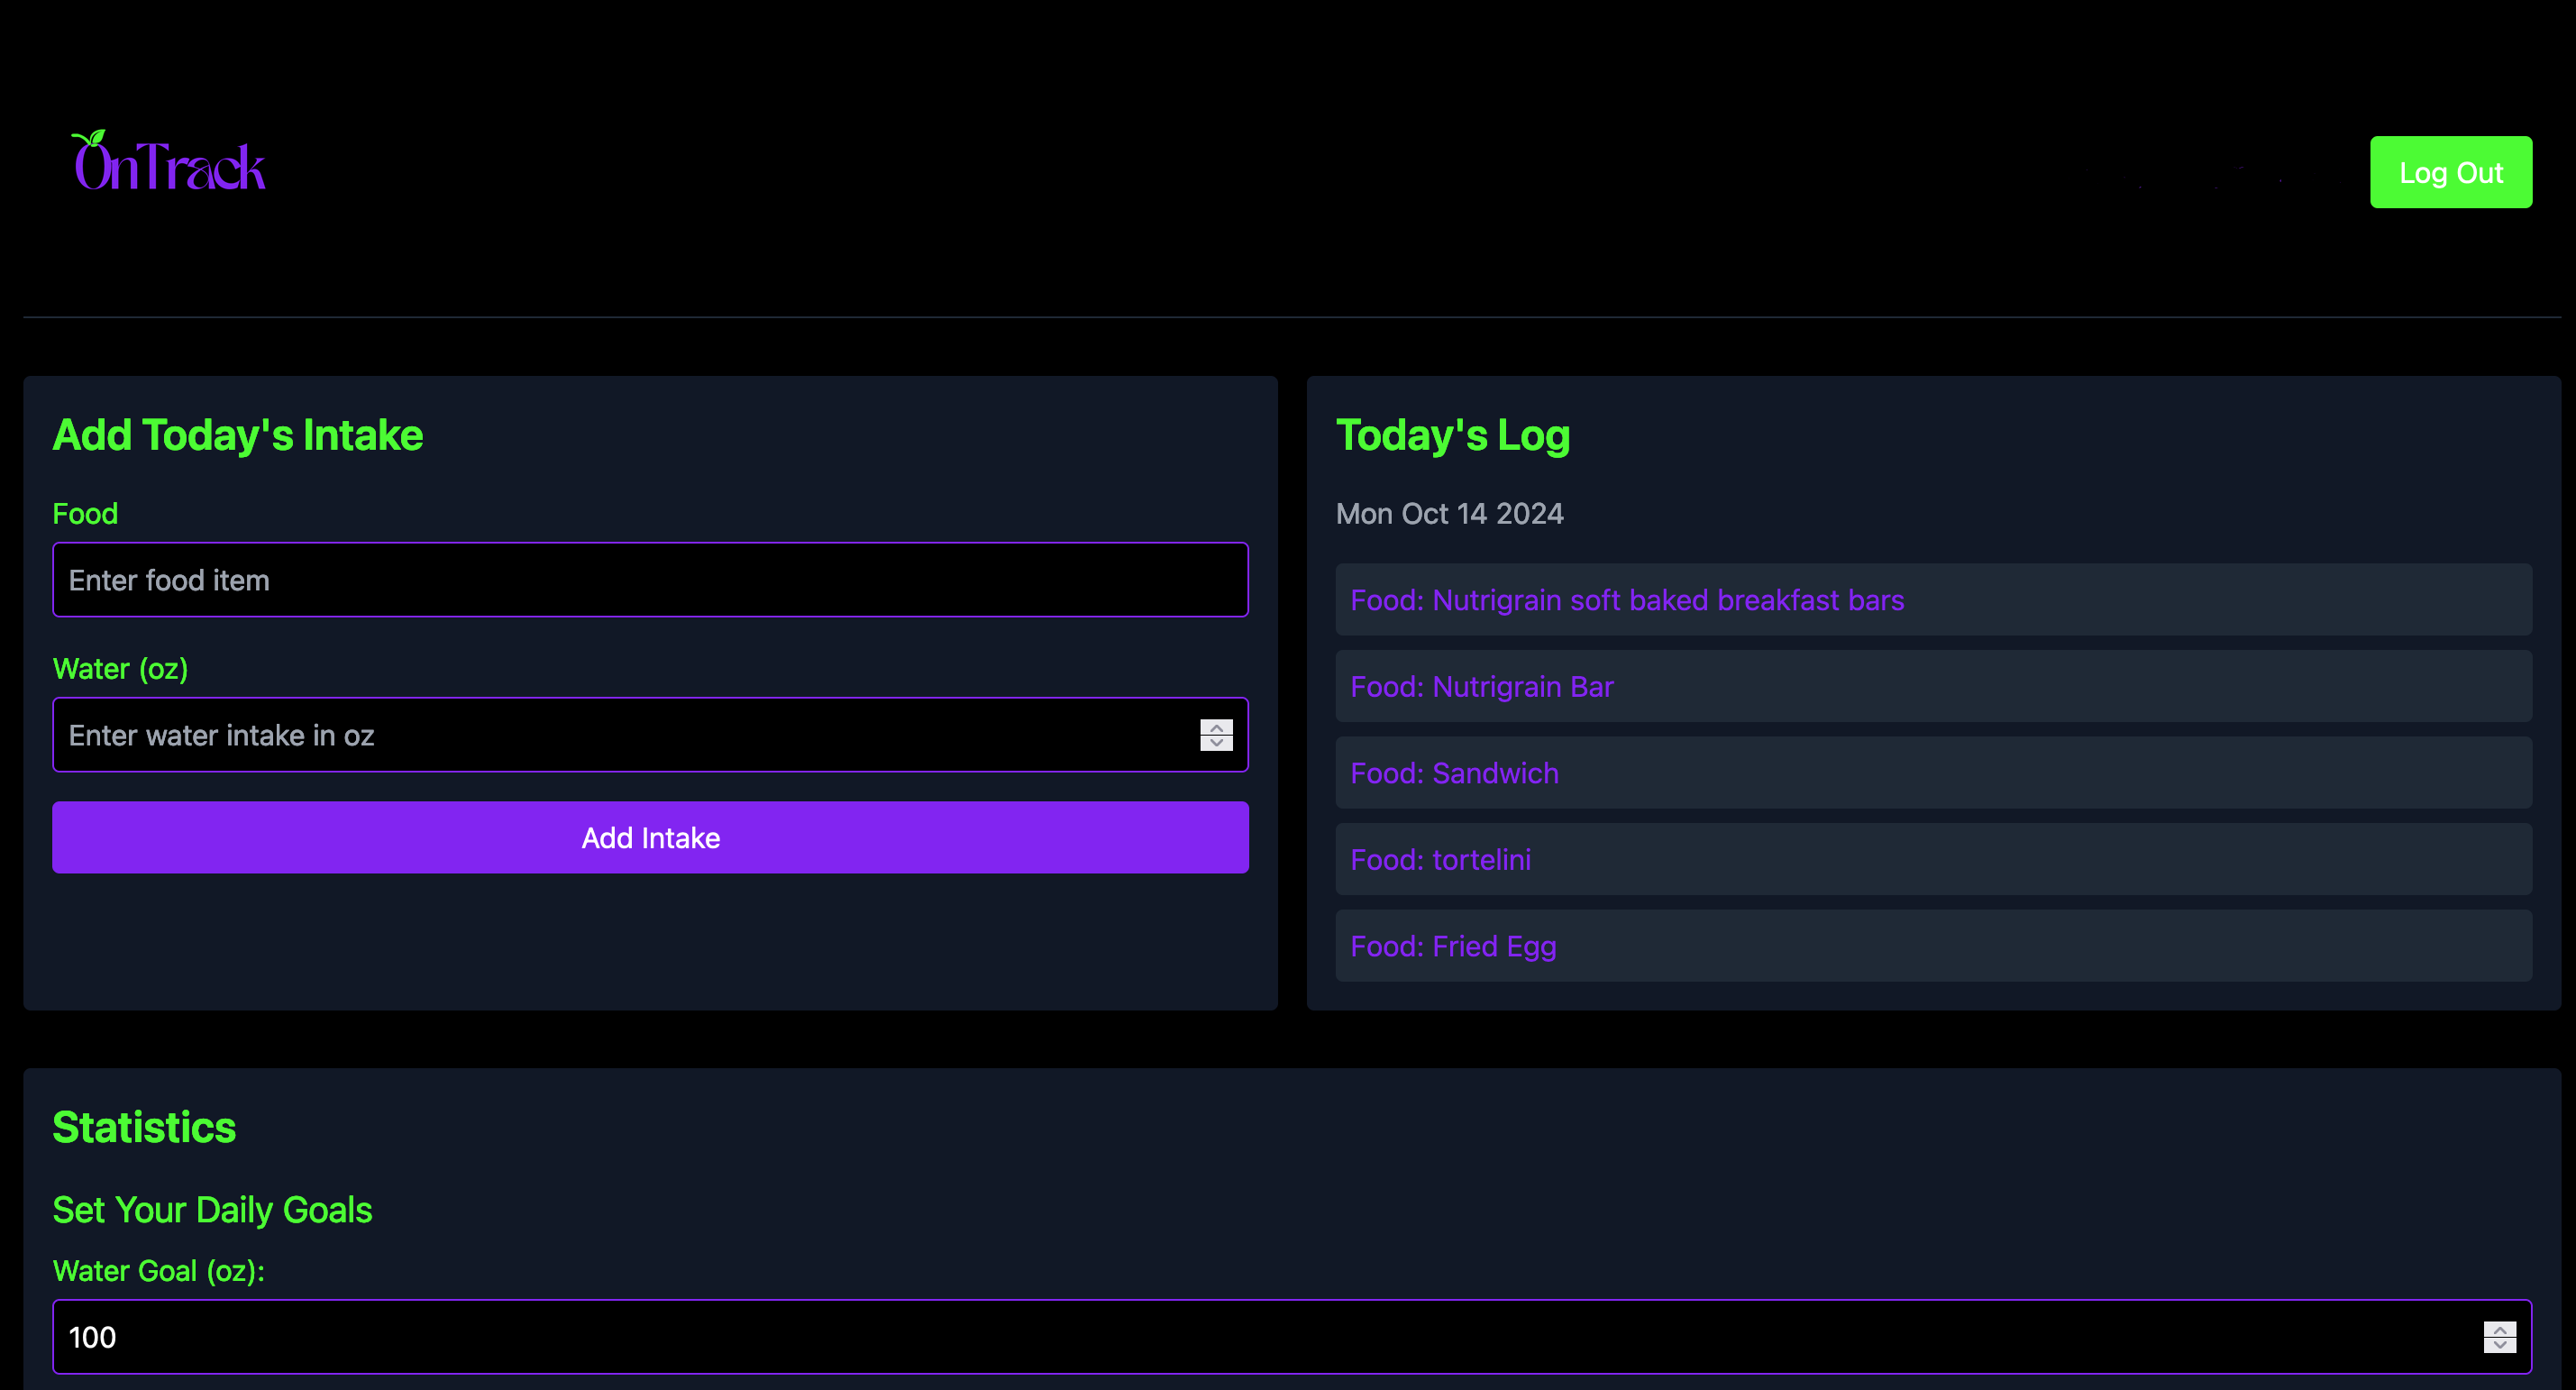 OnTrack
Log Out
Add Today's Intake
Food
Enter food item
Water (oz)
Enter water intake in oz
Add Intake
Today's Log
Mon Oct 14 2024
Food: Nutrigrain soft baked breakfast bars
Food: Nutrigrain Bar
Food: Sandwich
Food: tortelini
Food: Fried Egg
Statistics
Set Your Daily Goals
Water Goal (oz):
100